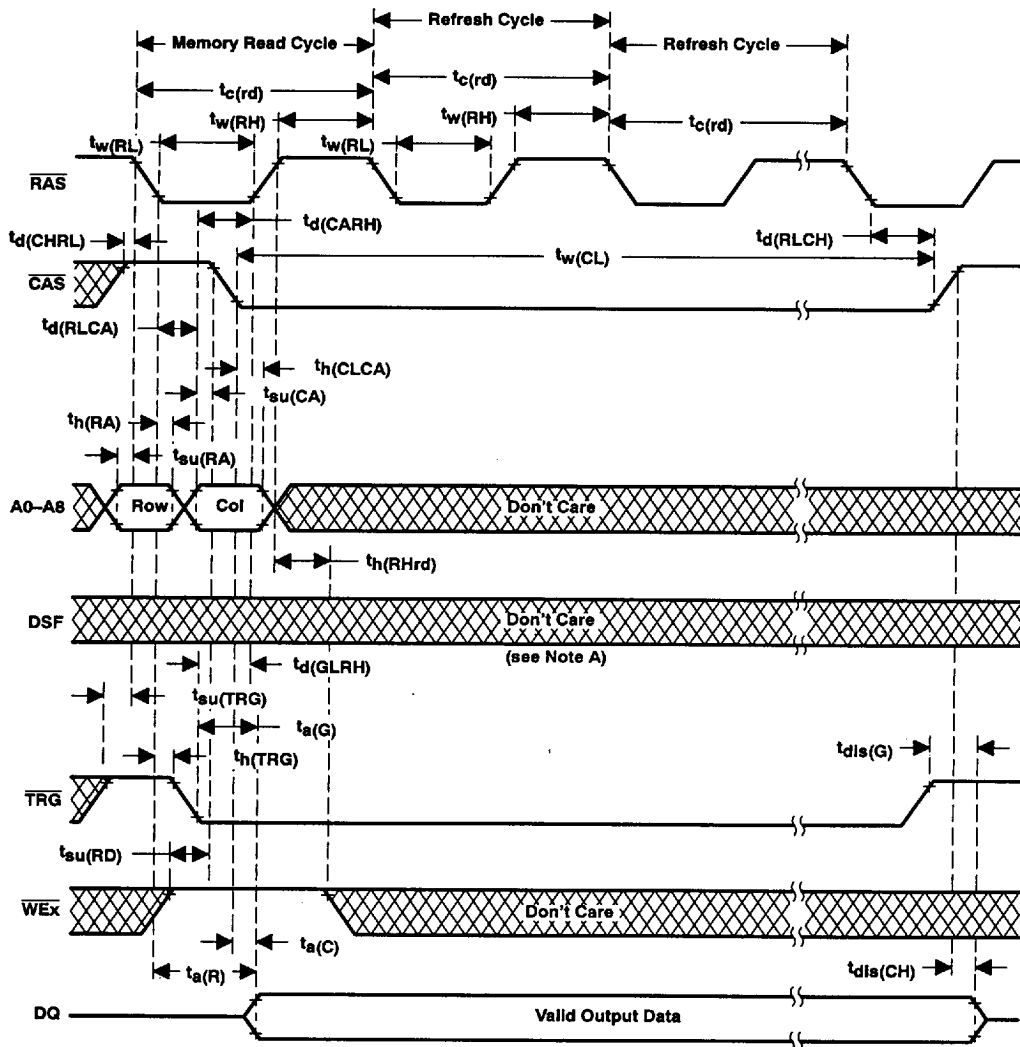 Refresh Cycle
Memory Read Cycle
Refresh Cycle
tc(rd)
tc(rd)
tw(RH)
tw(RH)
tc(rd)
tw(RL)
tw(RL)
RAS
td(CARH)
td(CHRL)
td(RLCH)
tw(CL)
CAS
td(RLCA)
th(CLCA)
tsu(CA)
th(RA)
tsu(RA)
A0–A8
Row
Col
Don't Care
th(RHrd)
DSF
Don't Care
(see Note A)
td(GLRH)
tsu(TRG)
ta(G)
th(TRG)
tdis(G)
TRG
tsu(RD)
WEx
Don't Care
ta(C)
ta(R)
tdis(CH)
DQ
Valid Output Data